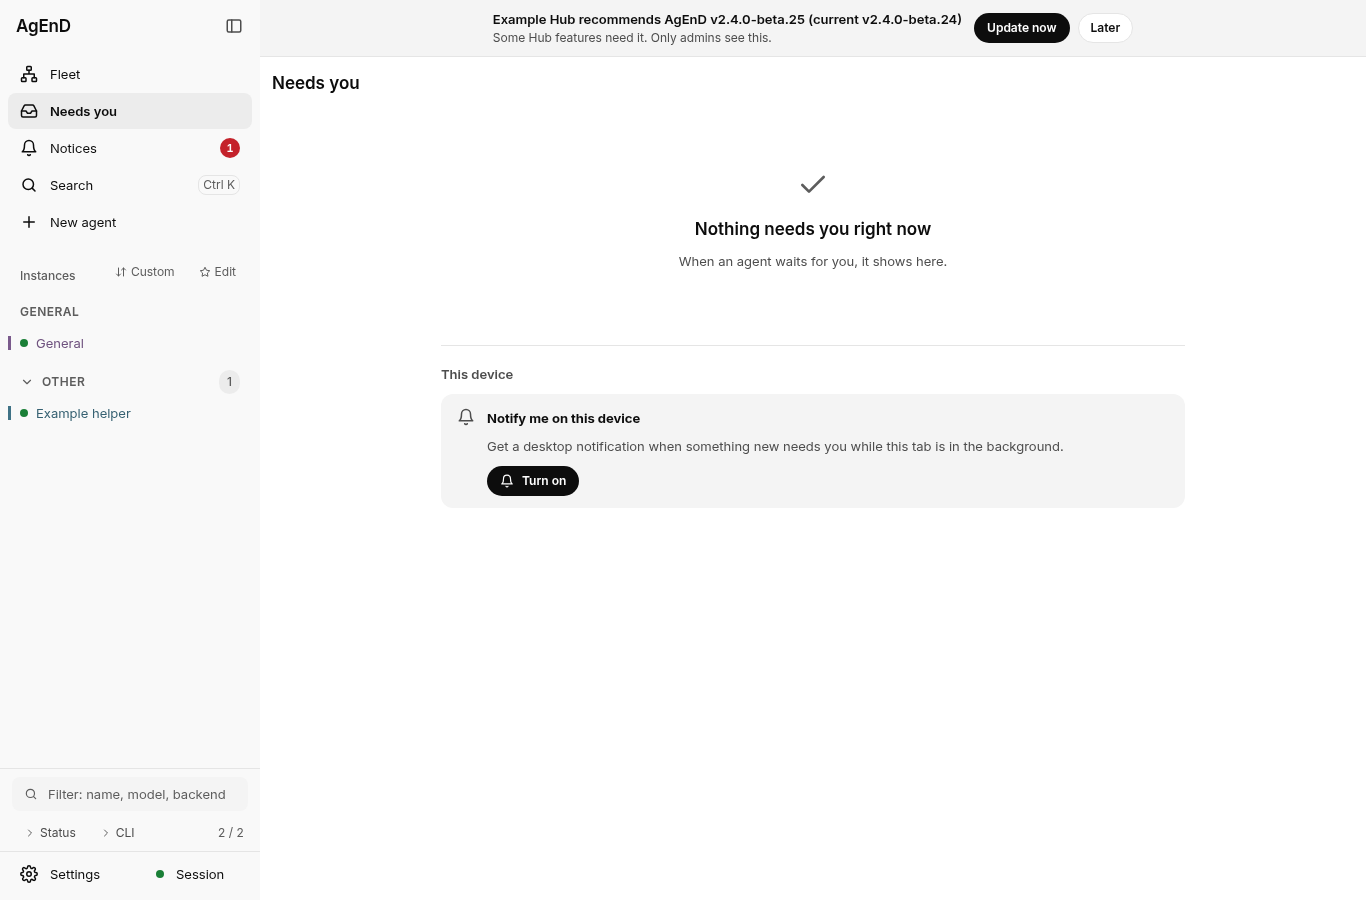 AgEnD
Fleet
Needs you
Notices
1
Search
Ctrl K
New agent
Instances
Custom
Edit
GENERAL
General
OTHER
1
Example helper
Filter: name, model, backend
Status
CLI
2 / 2
Settings
Session
Example Hub recommends AgEnD v2.4.0-beta.25 (current v2.4.0-beta.24)
Some Hub features need it. Only admins see this.
Update now
Later
Needs you
Nothing needs you right now
When an agent waits for you, it shows here.
This device
Notify me on this device
Get a desktop notification when something new needs you while this tab is in the background.
Turn on